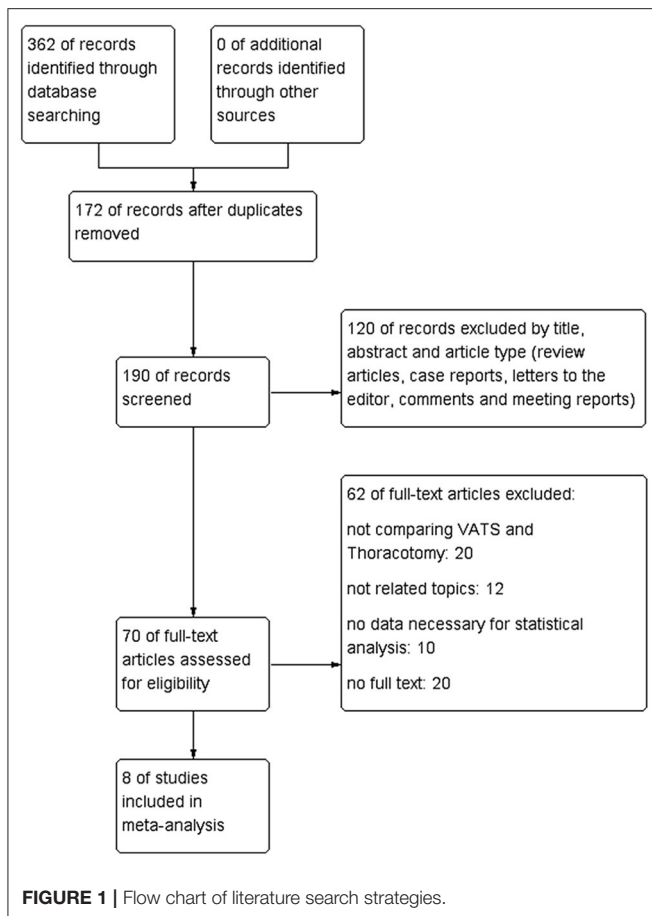 362 of records
identified through
database
searching
0 of additional
records identified
through other
sources
172 of records after duplicates
removed
190 of records
screened
120 of records excluded by title,
abstract and article type (review
articles, case reports, letters to the
editor, comments and meeting reports)
70 of full-text
articles assessed
for eligibility
62 of full-text articles excluded:
not comparing VATS and
Thoracotomy: 20
not related topics: 12
no data necessary for statistical
analysis: 10
no full text: 20
8 of studies
included in
meta-analysis
FIGURE 1 | Flow chart of literature search strategies.